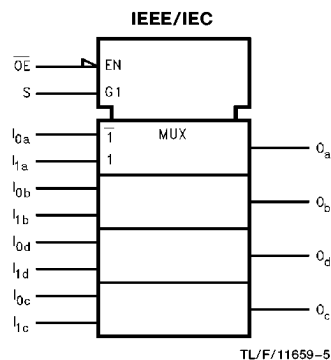 IEEE/IEC
O̅E̅ EN
S G1
I0a 1̅ MUX Oa
I1a 1
I0b Ob
I1b
I0d Od
I1d
I0c Oc
I1c
TL/F/11659–5